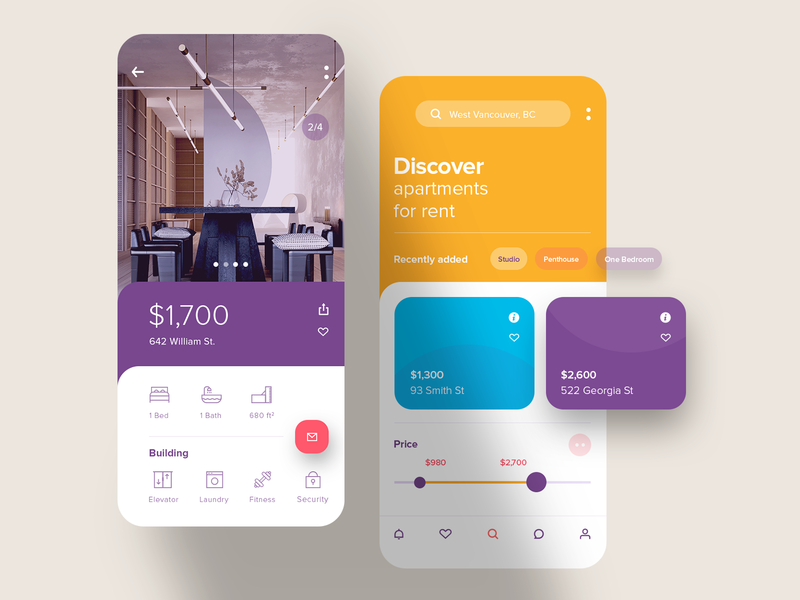 2/4
$1,700
642 William St.
1 Bed
1 Bath
680 ft²
Building
Elevator
Laundry
Fitness
Security
West Vancouver, BC
Discover
apartments
for rent
Recently added
Studio
Penthouse
One Bedroom
$1,300
93 Smith St
$2,600
522 Georgia St
Price
$980
$2,700